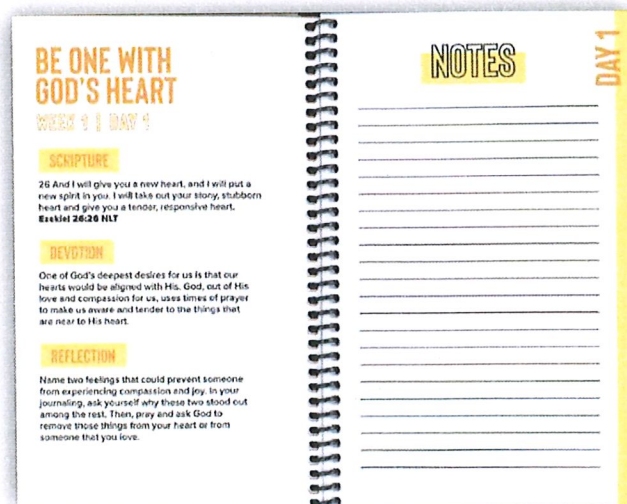 BE ONE WITH
GOD'S HEART
WEEK 1 | DAY 1
SCRIPTURE
26 And I will give you a new heart, and I will put a
new spirit in you. I will take out your stony, stubborn
heart and give you a tender, responsive heart.
Ezekiel 26:26 NLT
DEVOTION
One of God's deepest desires for us is that our
hearts would be aligned with His. God, out of His
love and compassion for us, uses times of prayer
to make us aware and tender to the things that
are near to His heart.
REFLECTION
Name two feelings that could prevent someone
from experiencing compassion and joy. In your
journaling, ask yourself why these two stood out
among the rest. Then, pray and ask God to
remove those things from your heart or from
someone that you love.
NOTES
DAY 1